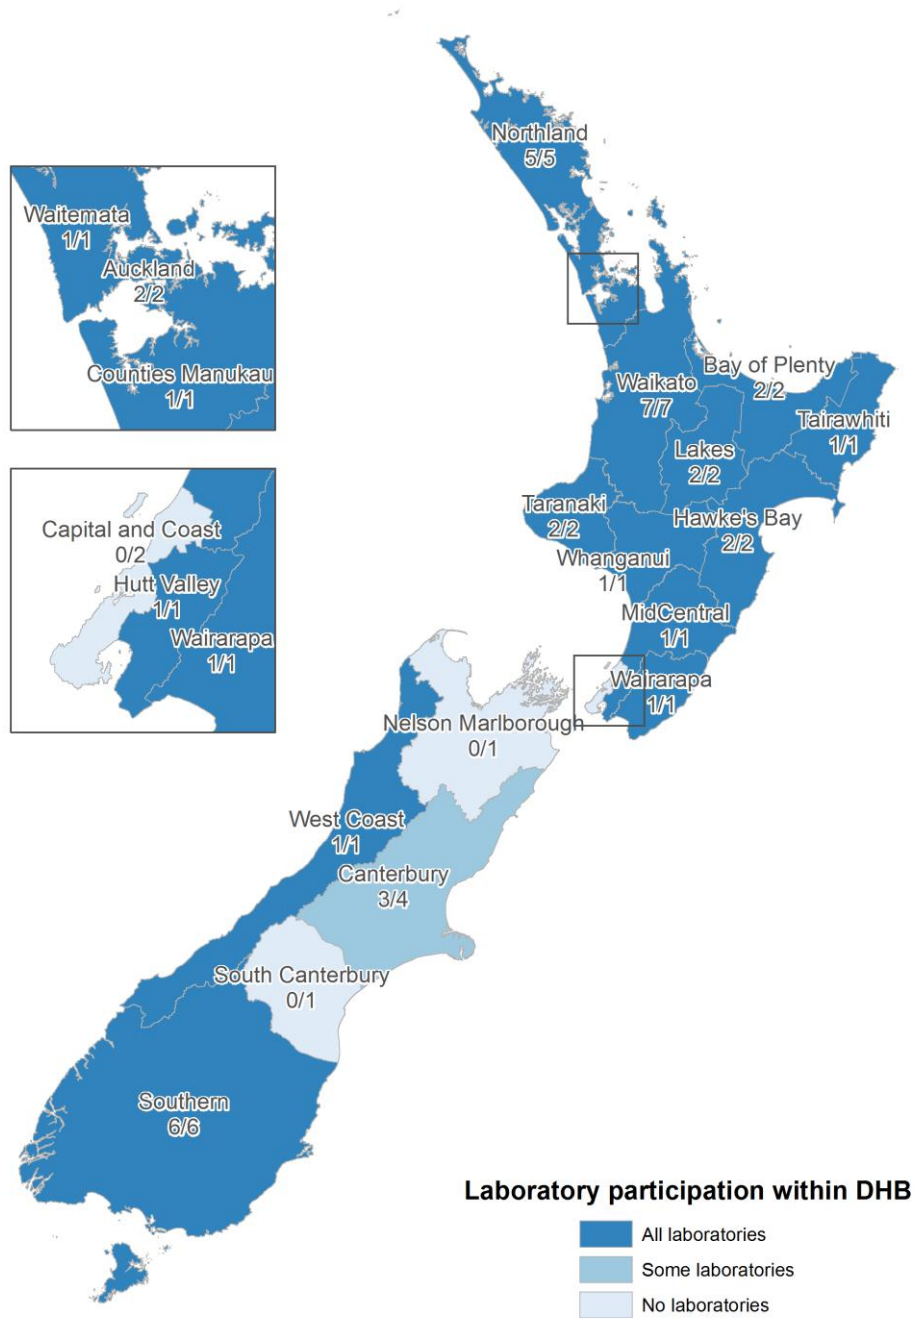 Northland
5/5
Waitemata
1/1
Auckland
2/2
Counties Manukau
1/1
Bay of Plenty
2/2
Waikato
7/7
Tairawhiti
1/1
Lakes
2/2
Taranaki
2/2
Hawke's Bay
2/2
Whanganui
1/1
MidCentral
1/1
Wairarapa
1/1
Capital and Coast
0/2
Hutt Valley
1/1
Wairarapa
1/1
Nelson Marlborough
0/1
West Coast
1/1
Canterbury
3/4
South Canterbury
0/1
Southern
6/6
Laboratory participation within DHB
All laboratories
Some laboratories
No laboratories